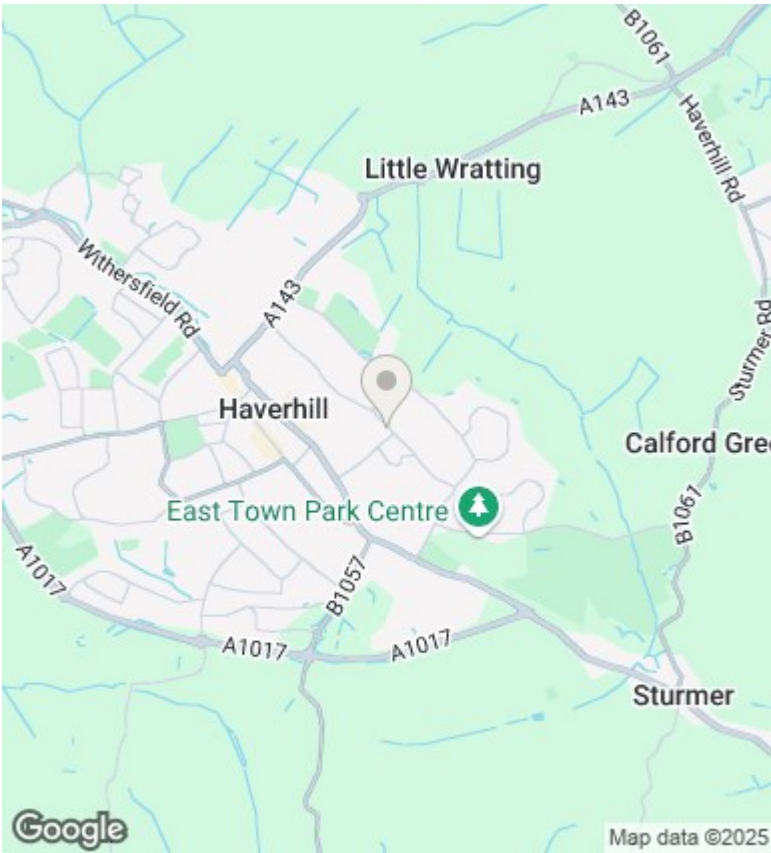 B1061
A143
Haverhill Rd
Little Wratting
Withersfield Rd
A143
Sturmer Rd
Haverhill
Calford Gree
East Town Park Centre
B1061
A1017
B1057
A1017
A1017
Sturmer
Google
Map data ©2025